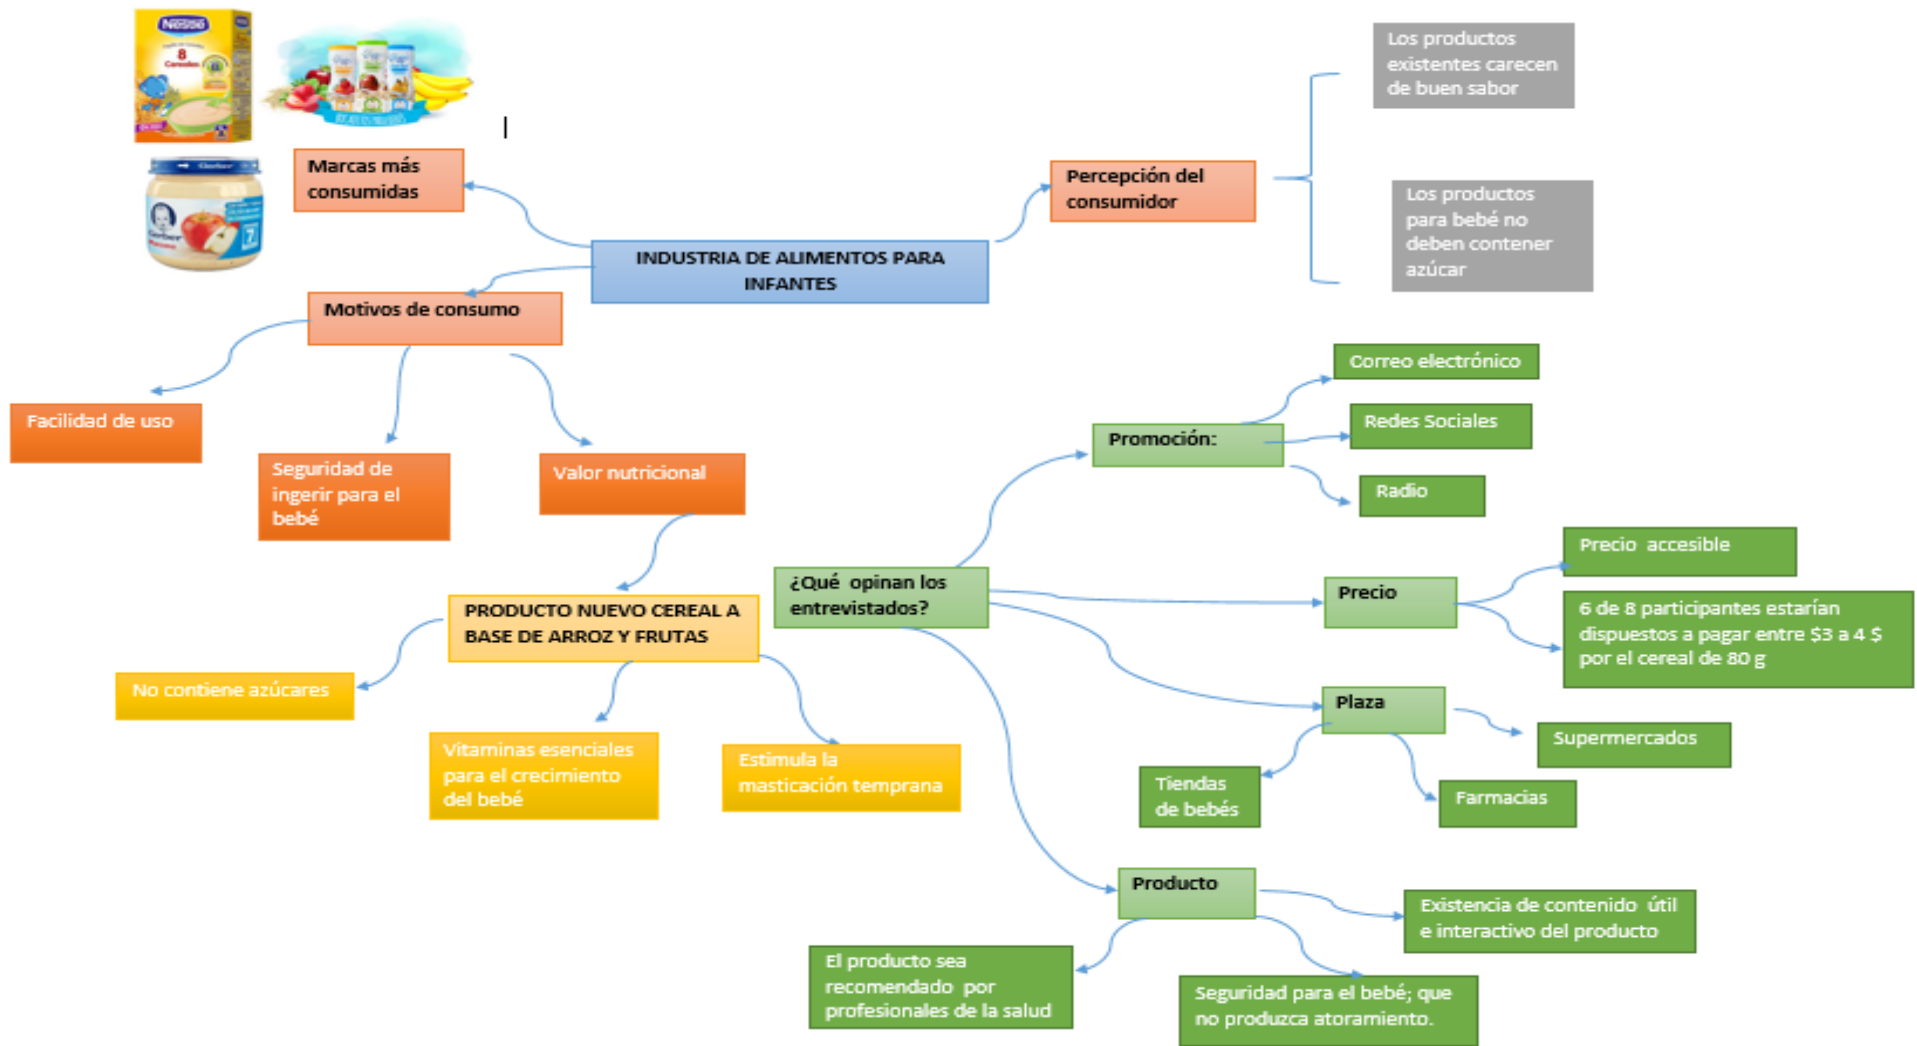 Nestlé
8
Cereales
Gerber
Gerber
7
Marcas más
consumidas
Percepción del
consumidor
Los productos
existentes carecen
de buen sabor
Los productos
para bebé no
deben contener
azúcar
INDUSTRIA DE ALIMENTOS PARA
INFANTES
Motivos de consumo
Facilidad de uso
Seguridad de
ingerir para el
bebé
Valor nutricional
PRODUCTO NUEVO CEREAL A
BASE DE ARROZ Y FRUTAS
No contiene azúcares
Vitaminas esenciales
para el crecimiento
del bebé
Estimula la
masticación temprana
¿Qué opinan los
entrevistados?
Promoción:
Correo electrónico
Redes Sociales
Radio
Precio
Precio accesible
6 de 8 participantes estarían
dispuestos a pagar entre $3 a 4 $
por el cereal de 80 g
Plaza
Supermercados
Tiendas
de bebés
Farmacias
Producto
Existencia de contenido útil
e interactivo del producto
El producto sea
recomendado por
profesionales de la salud
Seguridad para el bebé; que
no produzca atoramiento.